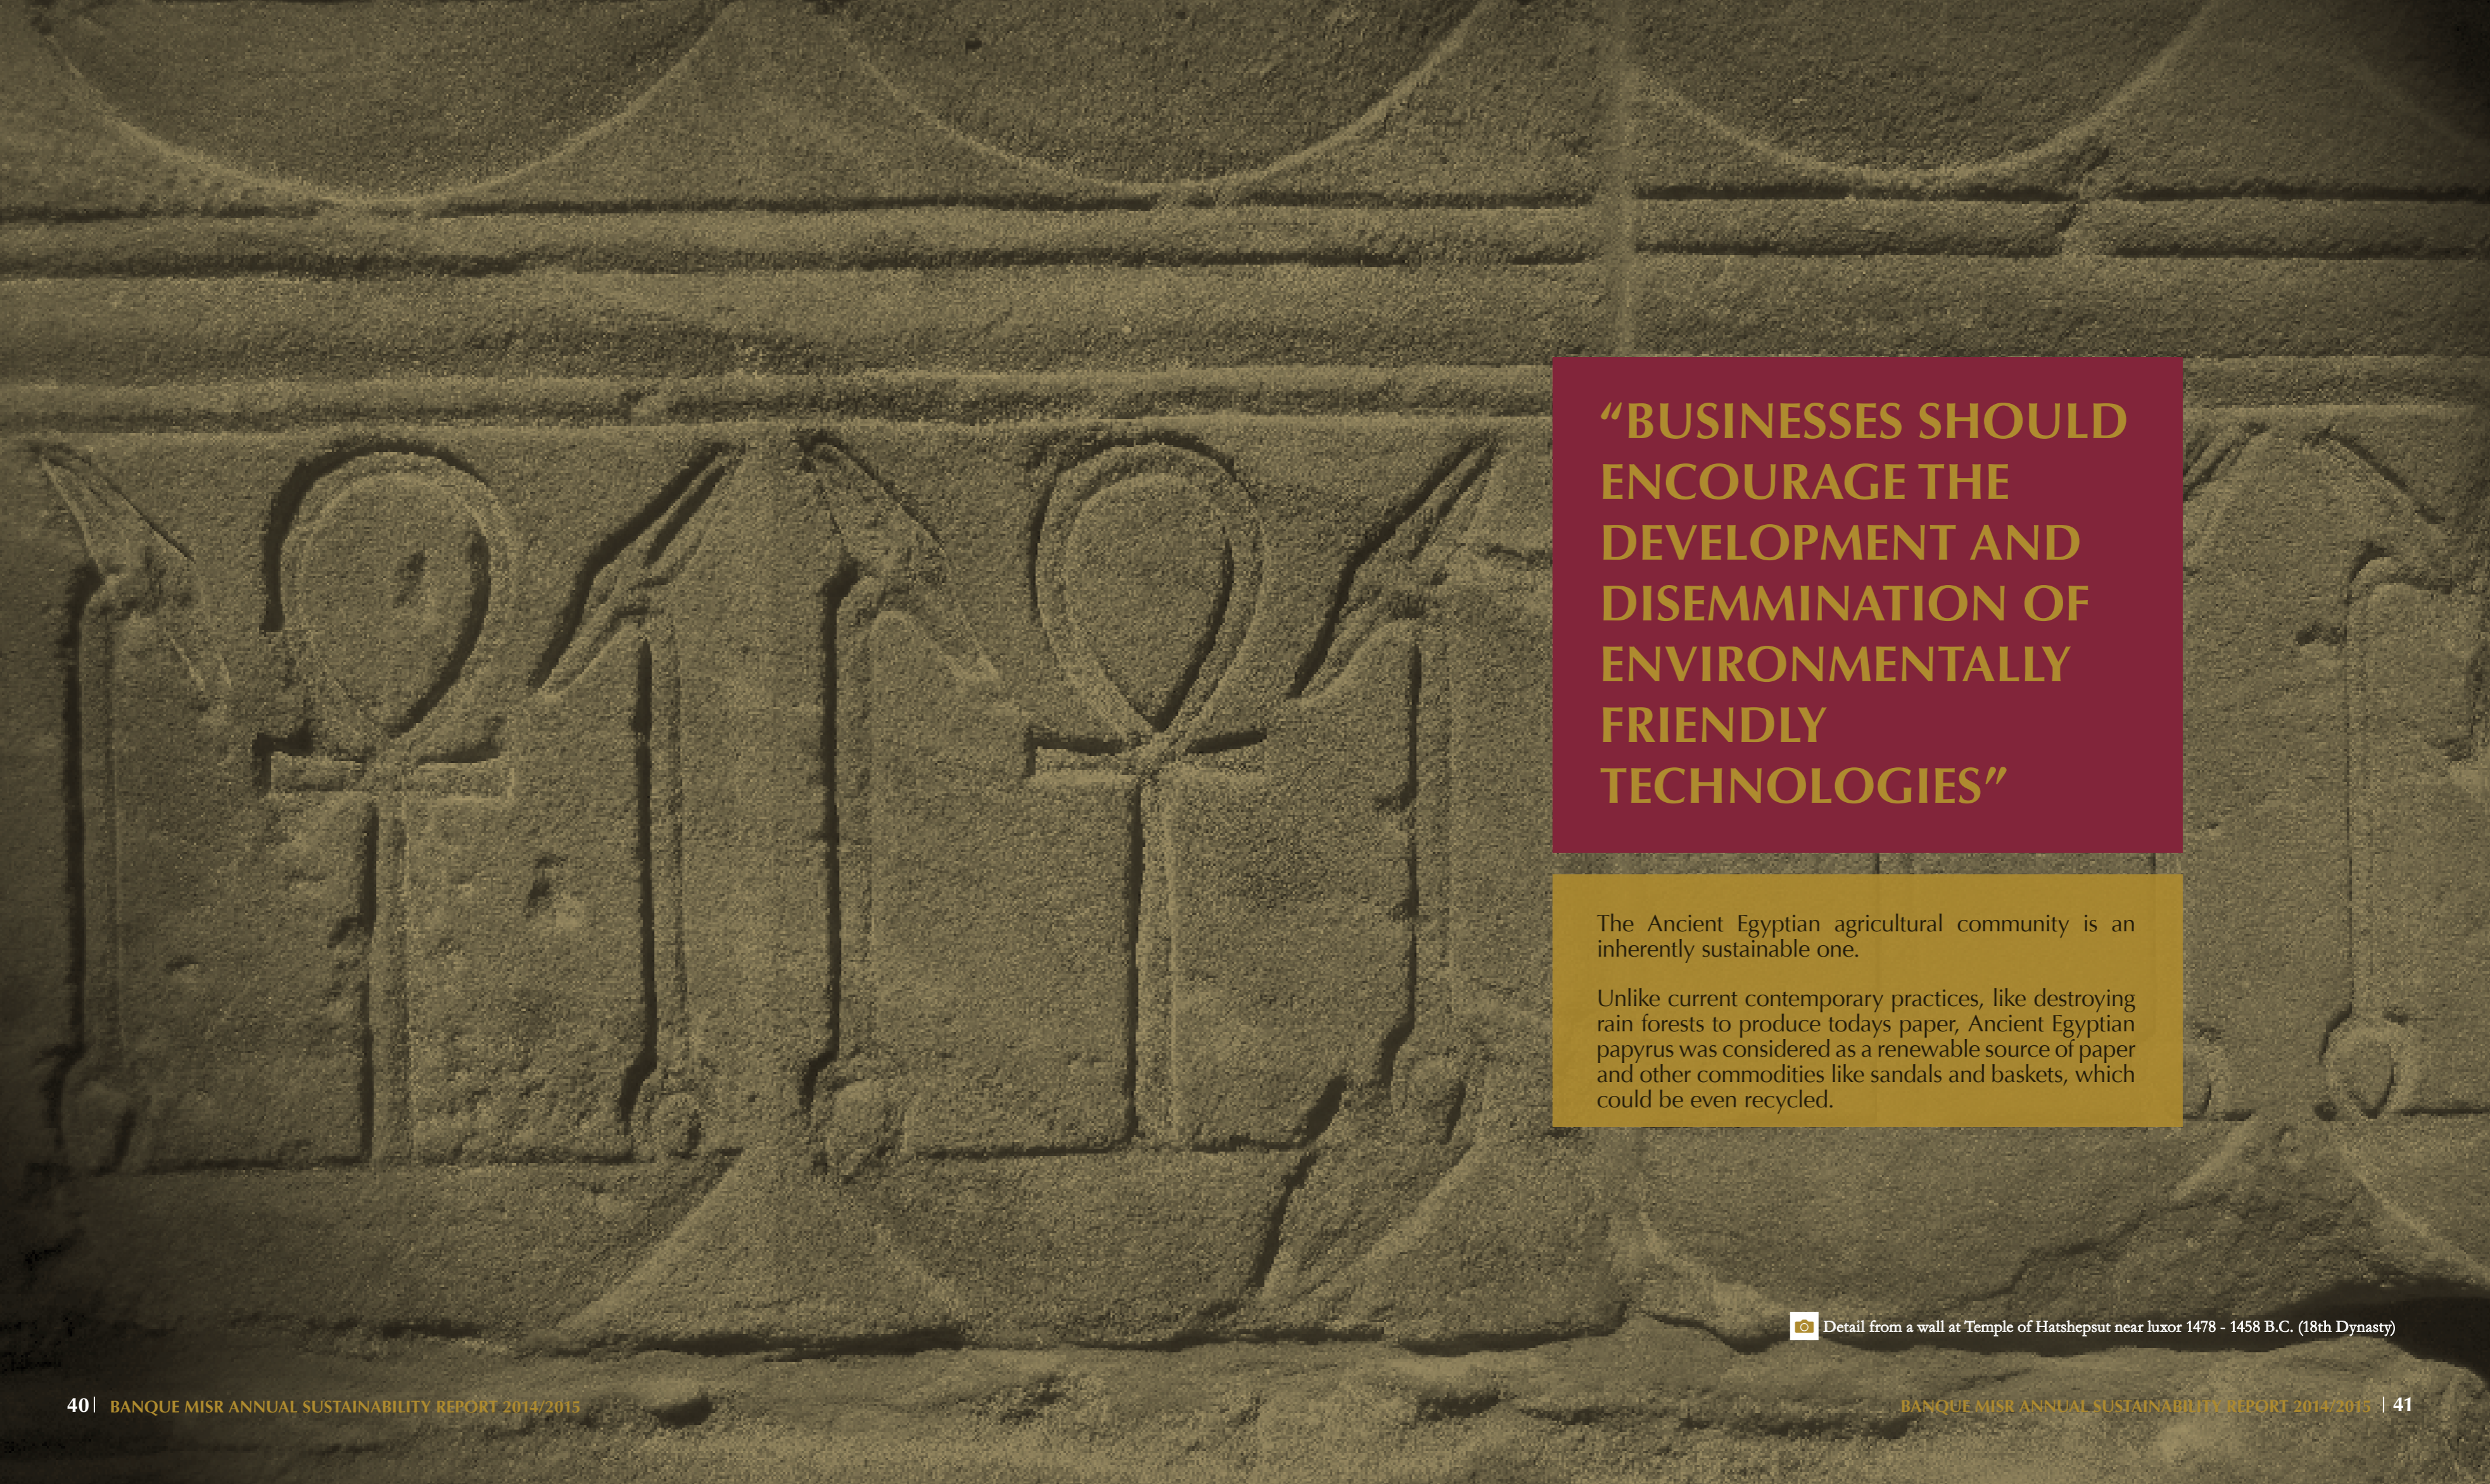 “BUSINESSES SHOULD
ENCOURAGE THE
DEVELOPMENT AND
DISEMMINATION OF
ENVIRONMENTALLY
FRIENDLY
TECHNOLOGIES”
The Ancient Egyptian agricultural community is an
inherently sustainable one.
Unlike current contemporary practices, like destroying
rain forests to produce todays paper, Ancient Egyptian
papyrus was considered as a renewable source of paper
and other commodities like sandals and baskets, which
could be even recycled.
Detail from a wall at Temple of Hatshepsut near luxor 1478 - 1458 B.C. (18th Dynasty)
40| BANQUE MISR ANNUAL SUSTAINABILITY REPORT 2014/2015
BANQUE MISR ANNUAL SUSTAINABILITY REPORT 2014/2015 | 41